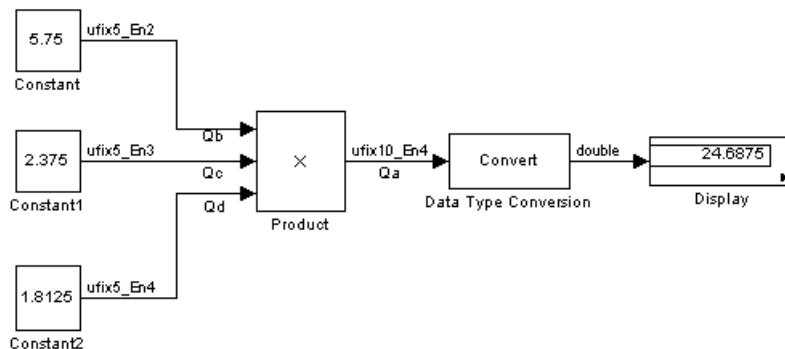 5.75
ufix5_En2
Constant
2.375
ufix5_En3
Constant1
1.8125
ufix5_En4
Constant2
Qb
Qc
Qd
×
Product
ufix10_En4
Qa
Convert
Data Type Conversion
double
24.6875
Display